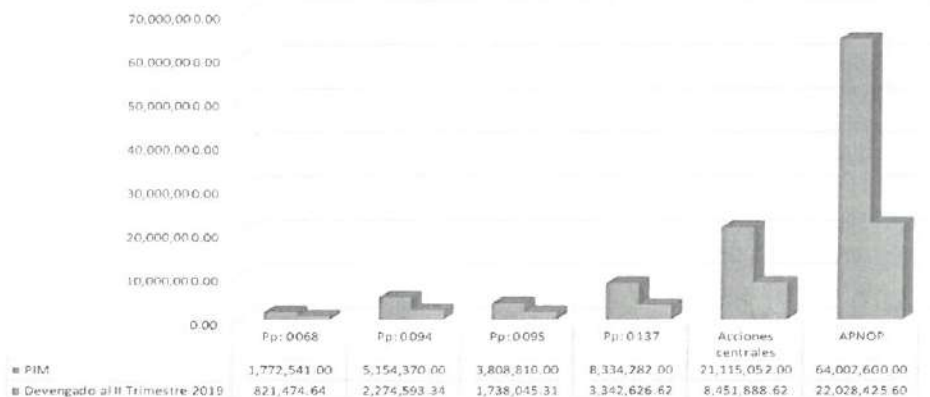 70,000,000.00
60,000,000.00
50,000,000.00
40,000,000.00
30,000,000.00
20,000,000.00
10,000,000.00
0.00
Pp: 0068 Pp: 0094 Pp: 0095 Pp: 0137 Acciones centrales APNOP
PIM 1,772,541.00 5,154,370.00 3,808,810.00 8,334,282.00 21,115,052.00 64,002,600.00
Devengado al II Trimestre 2019 821,474.64 2,274,593.34 1,738,045.31 3,342,626.62 8,451,888.62 22,028,425.60